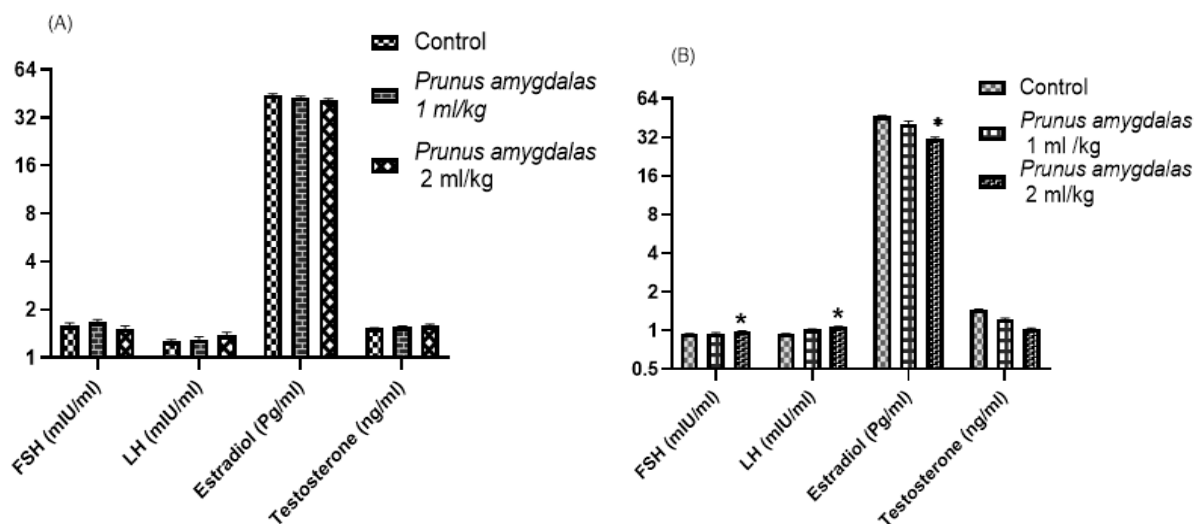 (A)
Control
Prunus amygdalas
1 ml/kg
Prunus amygdalas
2 ml/kg
64
32
16
8
4
2
1
FSH (mIU/ml)
LH (mIU/ml)
Estradiol (Pg/ml)
Testosterone (ng/ml)
(B)
Control
Prunus amygdalas
1 ml /kg
Prunus amygdalas
2 ml/kg
64
32
16
8
4
2
1
0.5
*
*
*
FSH (mIU/ml)
LH (mIU/ml)
Estradiol (Pg/ml)
Testosterone (ng/ml)